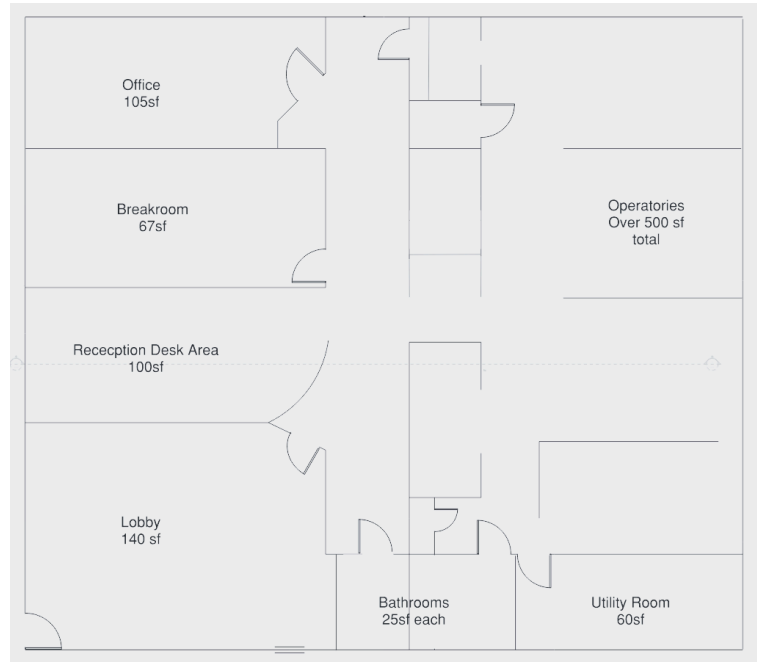 Office
105sf
Breakroom
67sf
Operatories
Over 500 sf
total
Rececption Desk Area
100sf
Lobby
140 sf
Bathrooms
25sf each
Utility Room
60sf